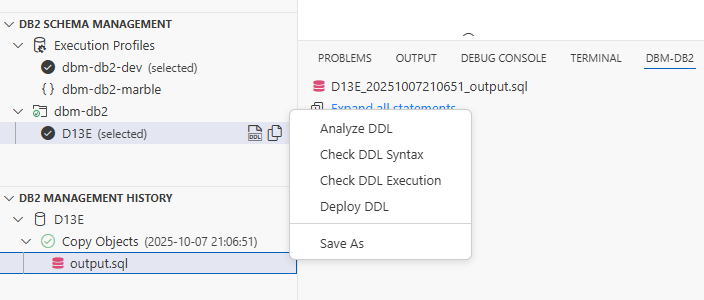 DB2 SCHEMA MANAGEMENT
Execution Profiles
dbm-db2-dev (selected)
dbm-db2-marble
dbm-db2
D13E (selected)
DDL
DB2 MANAGEMENT HISTORY
D13E
Copy Objects (2025-10-07 21:06:51)
output.sql
PROBLEMS OUTPUT DEBUG CONSOLE TERMINAL DBM-DB2
D13E_20251007210651_output.sql
Expand all statements
Analyze DDL
Check DDL Syntax
Check DDL Execution
Deploy DDL
Save As